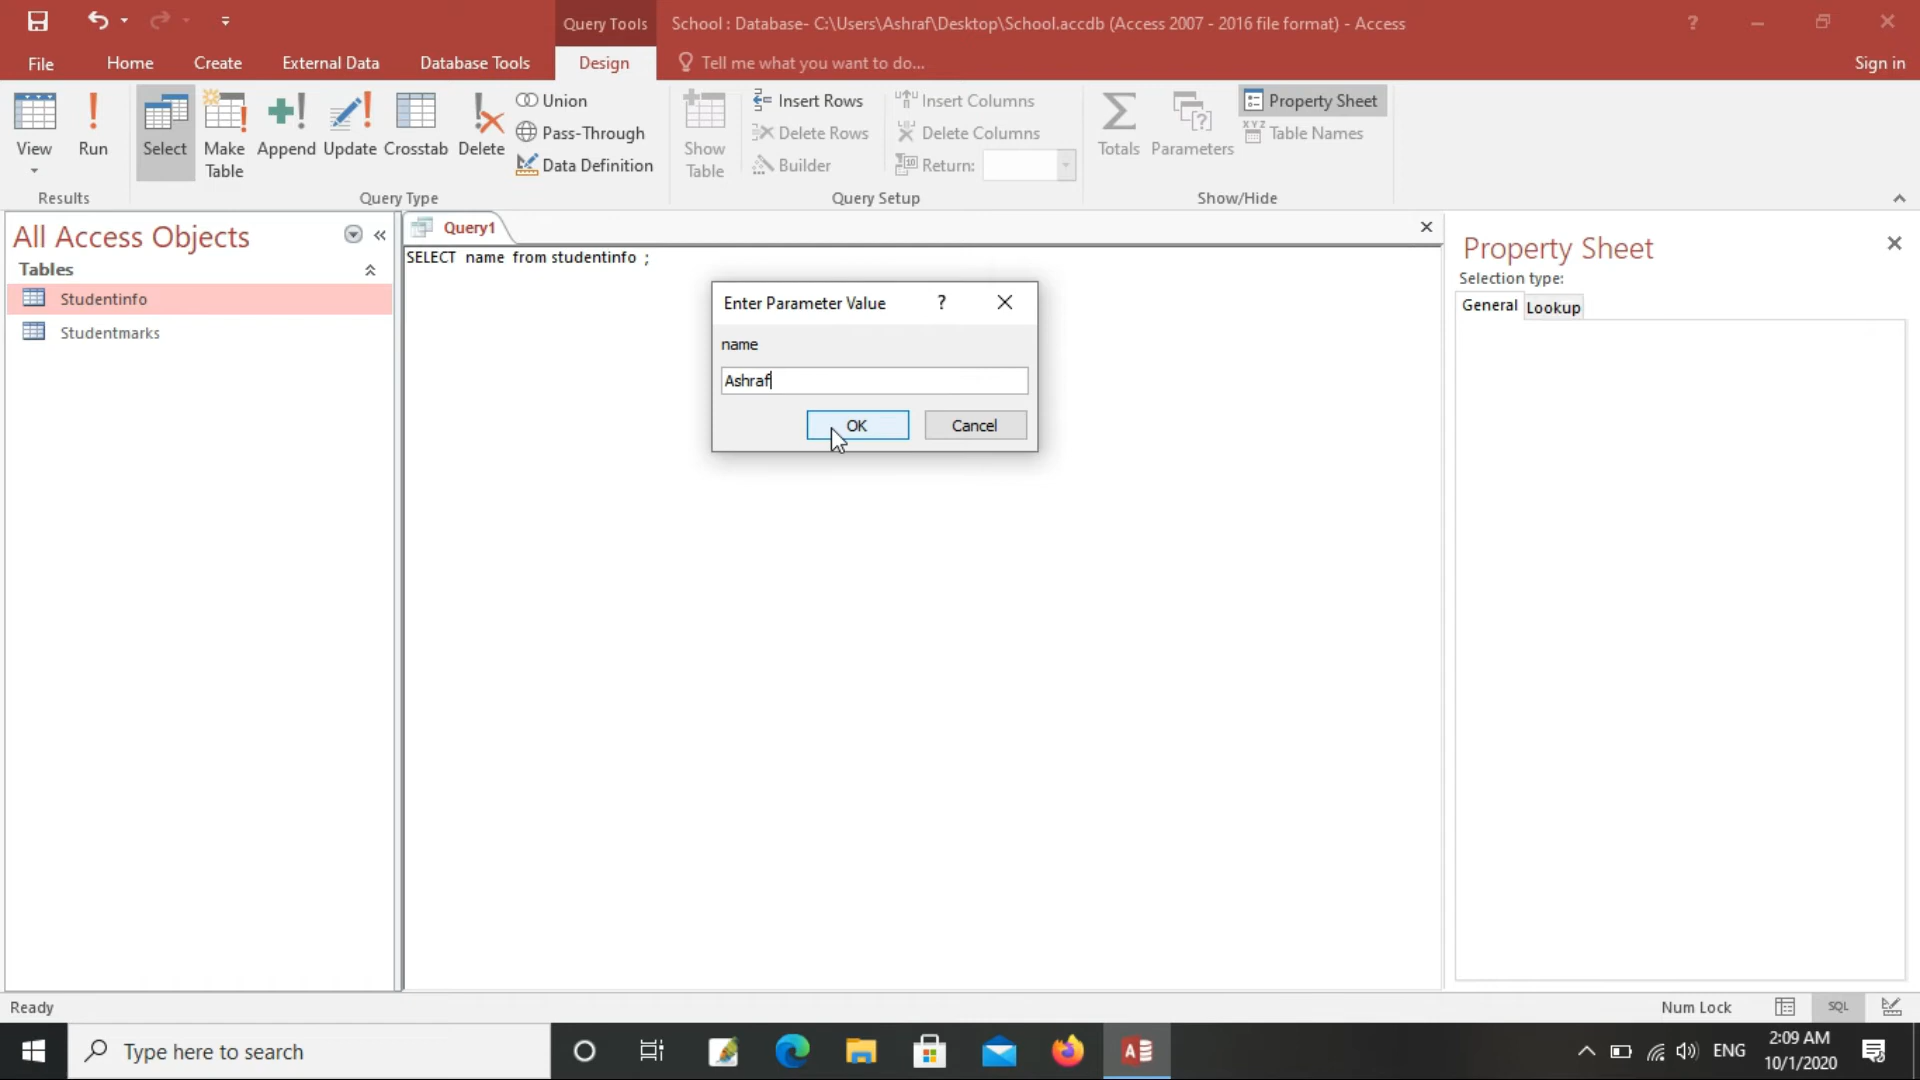 Query Tools
School : Database- C:\Users\Ashraf\Desktop\School.accdb (Access 2007 - 2016 file format) - Access
?
File
Home
Create
External Data
Database Tools
Design
Tell me what you want to do...
Sign in
View
Run
Select
Make Table
Append
Update
Crosstab
Delete
Union
Pass-Through
Data Definition
Show Table
Insert Rows
Delete Rows
Builder
Insert Columns
Delete Columns
Return:
Totals
Parameters
Property Sheet
XYZ Table Names
Results
Query Type
Query Setup
Show/Hide
All Access Objects
Tables
Studentinfo
Studentmarks
Query1
SELECT name from studentinfo ;
Enter Parameter Value
?
name
Ashraf
OK
Cancel
Property Sheet
Selection type:
General
Lookup
Ready
Num Lock
SQL
Type here to search
ENG
2:09 AM
10/1/2020